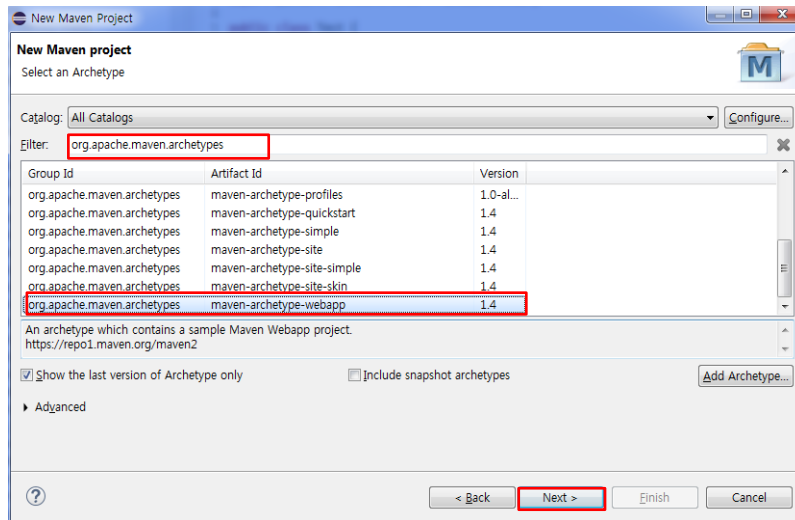 New Maven Project
New Maven project
Select an Archetype
M
Catalog: All Catalogs Configure...
Filter: org.apache.maven.archetypes
Group Id Artifact Id Version
org.apache.maven.archetypes maven-archetype-profiles 1.0-al...
org.apache.maven.archetypes maven-archetype-quickstart 1.4
org.apache.maven.archetypes maven-archetype-simple 1.4
org.apache.maven.archetypes maven-archetype-site 1.4
org.apache.maven.archetypes maven-archetype-site-simple 1.4
org.apache.maven.archetypes maven-archetype-site-skin 1.4
org.apache.maven.archetypes maven-archetype-webapp 1.4
An archetype which contains a sample Maven Webapp project.
https://repo1.maven.org/maven2
Show the last version of Archetype only Include snapshot archetypes Add Archetype...
Advanced
? < Back Next > Finish Cancel